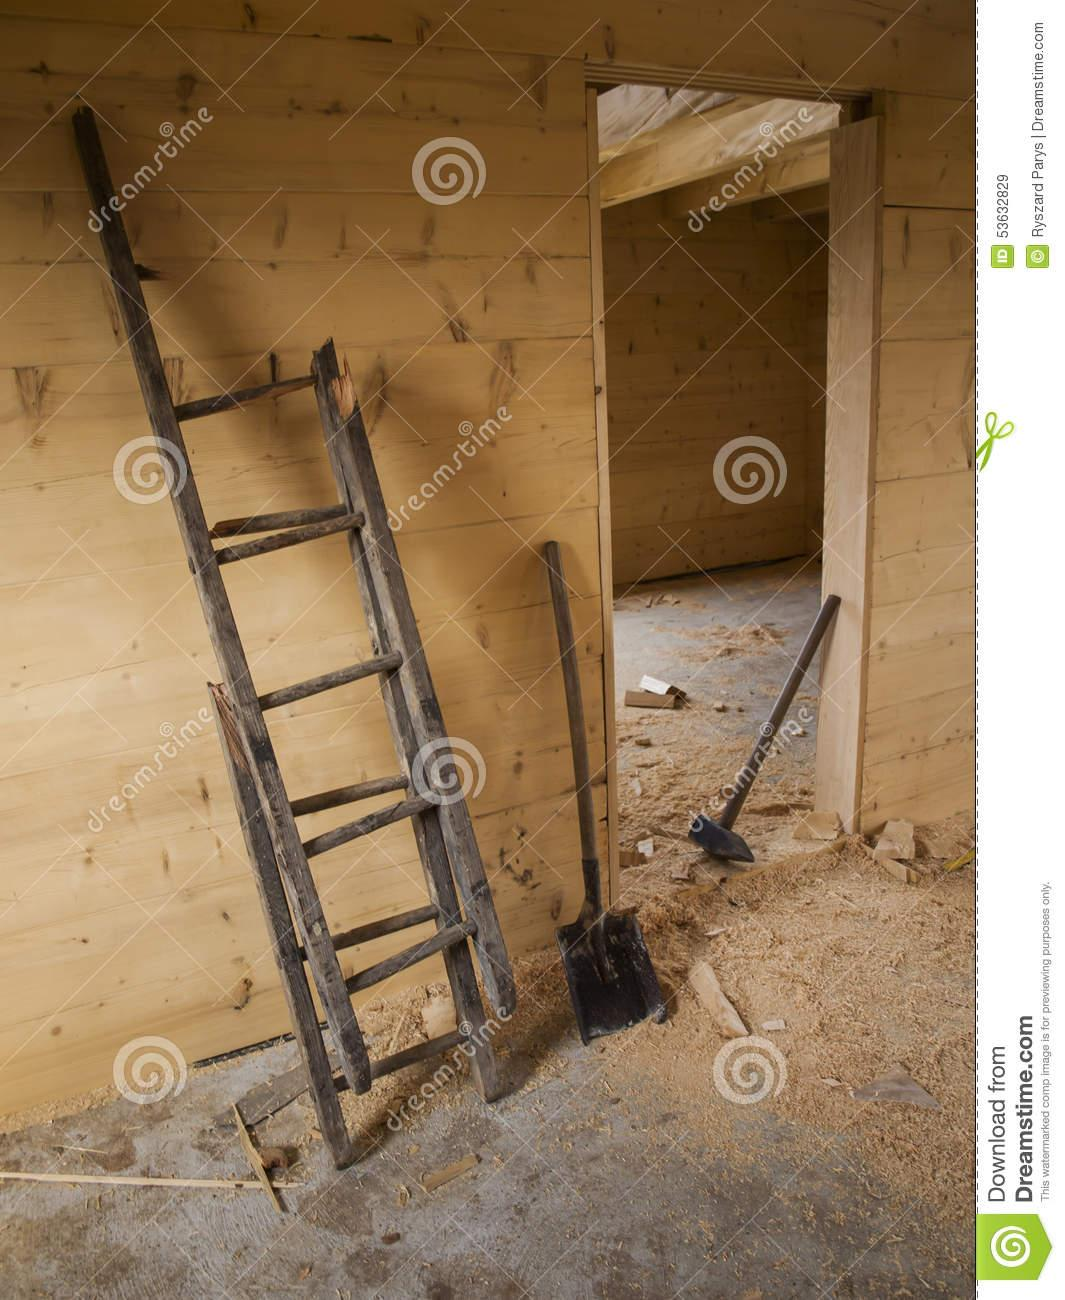 dreamstime
dreamstime
dreamstime
dreamstime
dreamstime
dreamstime
dreamstime
ID 53632829
© Ryszard Parys | Dreamstime.com
Download from
Dreamstime.com
This watermarked comp image is for previewing purposes only.